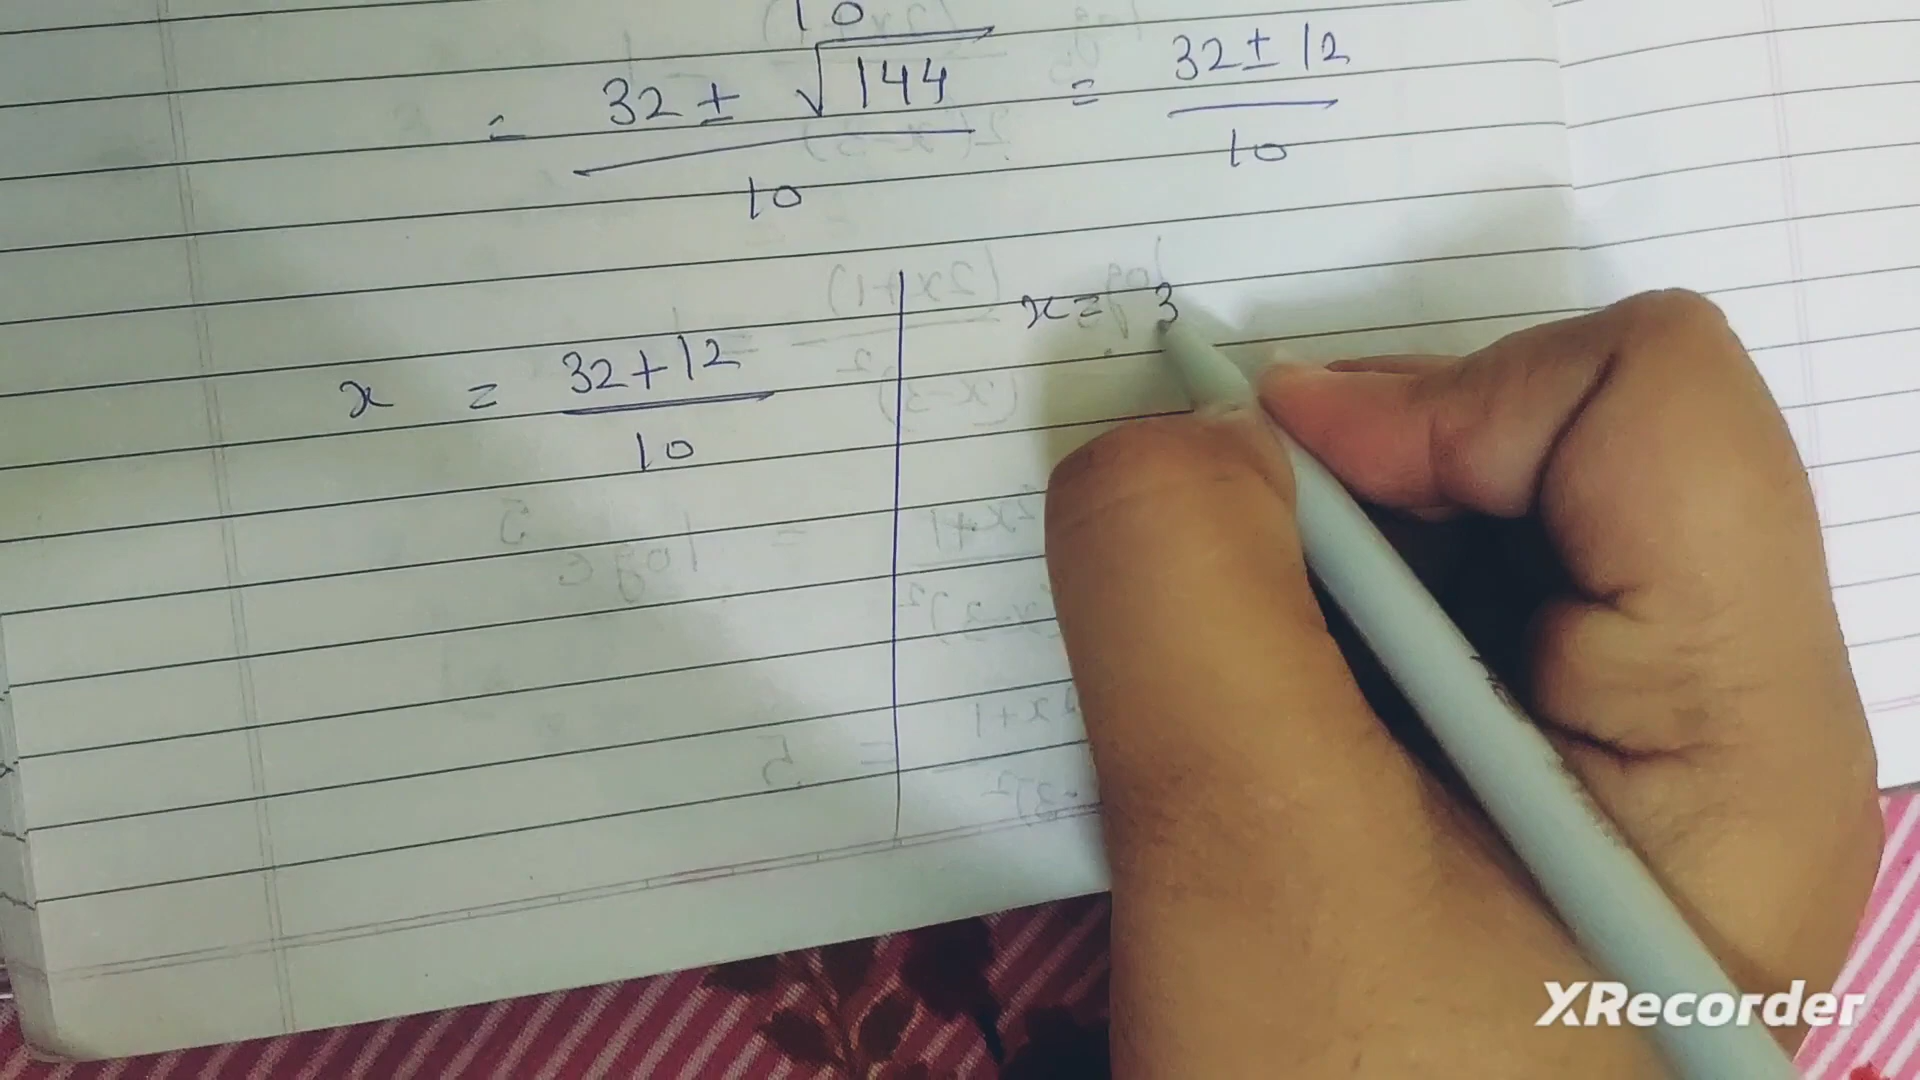 10
= 32 ± √144 / 10 = 32 ± 12 / 10
x = 32+12 / 10
x = 3
XRecorder